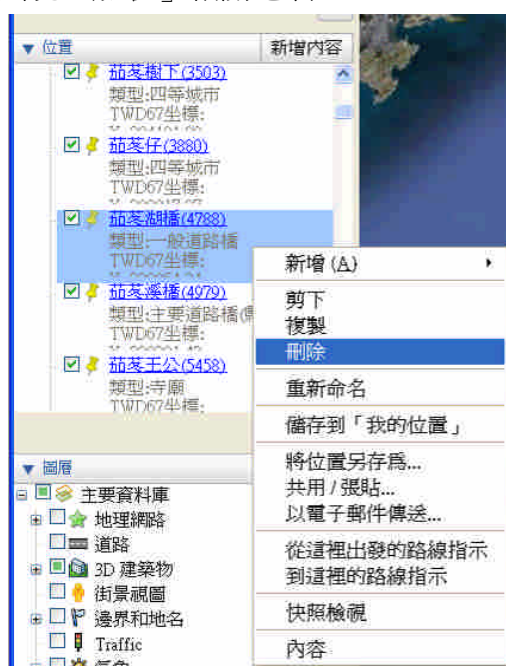 位置
新增內容
茄苳樹下(3503)
類型:四等城市
TWD67坐標:
茄苳仔(3880)
類型:四等城市
TWD67坐標:
茄苳湖橋(4788)
類型:一般道路橋
TWD67坐標:
茄苳溪橋(4979)
類型:主要道路橋(
TWD67坐標:
茄苳王公(5458)
類型:寺廟
TWD67坐標:
新增(A)
剪下
複製
刪除
重新命名
儲存到「我的位置」
將位置另存為...
共用/張貼...
以電子郵件傳送...
從這裡出發的路線指示
到這裡的路線指示
快照檢視
內容
圖層
主要資料庫
地理網路
道路
3D 建築物
街景視圖
邊界和地名
Traffic